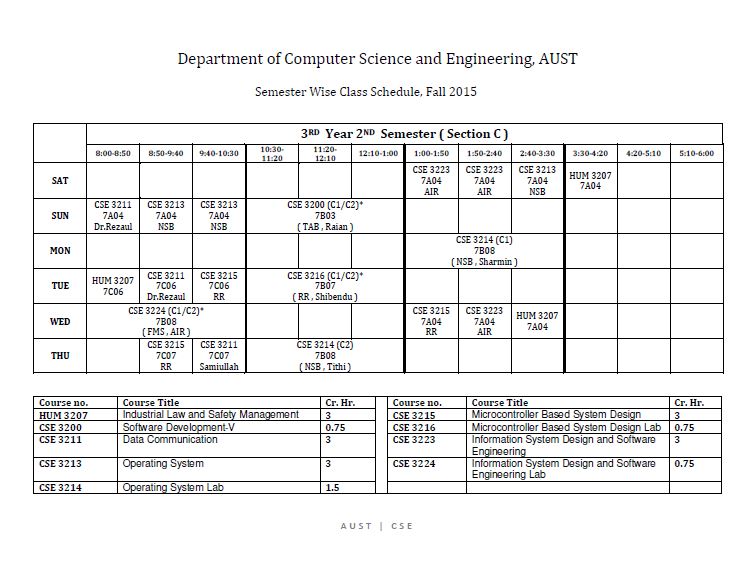 Department of Computer Science and Engineering, AUST
Semester Wise Class Schedule, Fall 2015
3RD Year 2ND Semester ( Section C )
8:00-8:50 8:50-9:40 9:40-10:30 10:30-11:20 11:20-12:10 12:10-1:00 1:00-1:50 1:50-2:40 2:40-3:30 3:30-4:20 4:20-5:10 5:10-6:00
SAT
CSE 3223 CSE 3223 CSE 3213 HUM 3207
7A04 7A04 7A04 7A04
AIR AIR NSB
SUN
CSE 3211 CSE 3213 CSE 3213 CSE 3200 (C1/C2)*
7A04 7A04 7A04 7B03
Dr.Rezaul NSB NSB ( TAB , Raian )
MON
CSE 3214 (C1)
7B08
( NSB , Sharmin )
TUE
HUM 3207 CSE 3211 CSE 3215 CSE 3216 (C1/C2)*
7C06 7C06 7C06 7B07
Dr.Rezaul RR ( RR , Shibendu )
WED
CSE 3224 (C1/C2)* CSE 3215 CSE 3223 HUM 3207
7B08 7A04 7A04 7A04
( FMS , AIR ) RR AIR
THU
CSE 3215 CSE 3211 CSE 3214 (C2)
7C07 7C07 7B08
RR Samiullah ( NSB , Tithi )
Course no. Course Title Cr. Hr. Course no. Course Title Cr. Hr.
HUM 3207 Industrial Law and Safety Management 3 CSE 3215 Microcontroller Based System Design 3
CSE 3200 Software Development-V 0.75 CSE 3216 Microcontroller Based System Design Lab 0.75
CSE 3211 Data Communication 3 CSE 3223 Information System Design and Software 3
Engineering
CSE 3213 Operating System 3 CSE 3224 Information System Design and Software 0.75
Engineering Lab
CSE 3214 Operating System Lab 1.5
AUST | CSE